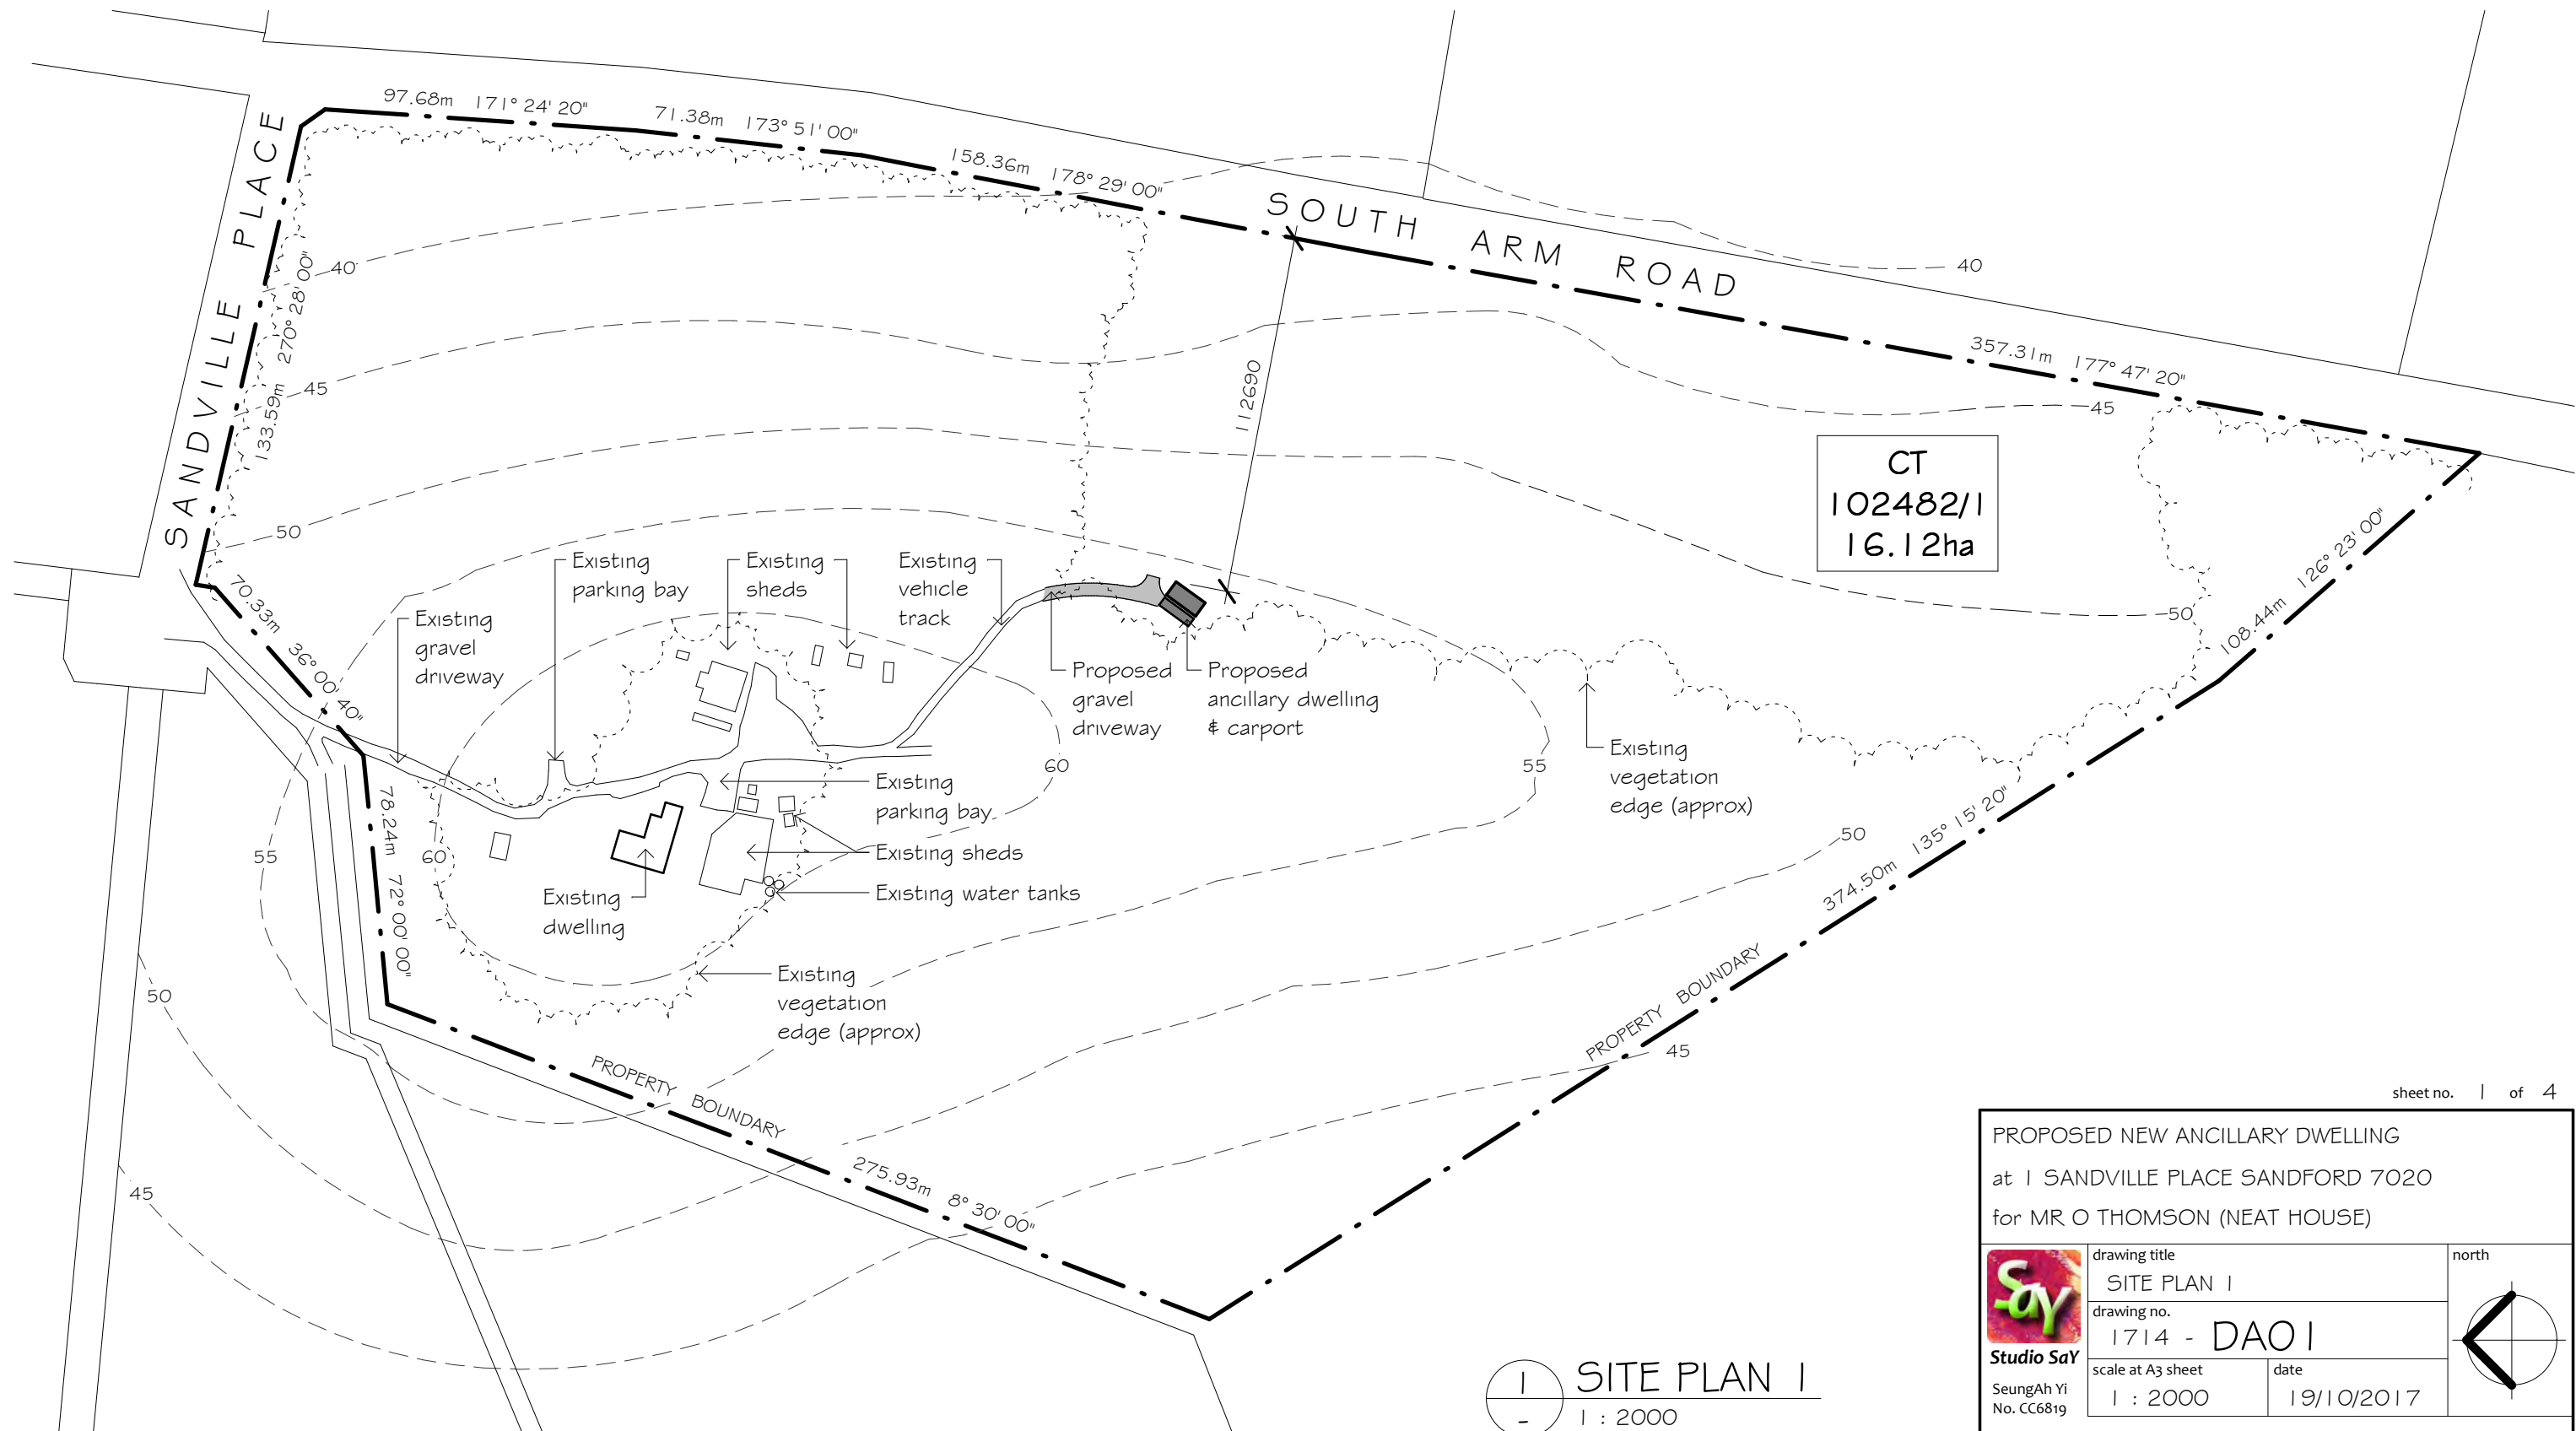 97.68m 171° 24' 20"
71.38m 173° 51' 00"
158.36m 178° 29' 00"
SOUTH ARM ROAD
SANDVILLE PLACE
133.59m 270° 28' 00"
40
40
45
112690
357.31m 177° 47' 20"
45
CT
102482/1
16.12ha
50
50
108.44m 126° 23' 00"
70.33m 36° 00' 40"
Existing
gravel
driveway
Existing
parking bay
Existing
sheds
Existing
vehicle
track
Proposed
gravel
driveway
Proposed
ancillary dwelling
& carport
Existing
vegetation
edge (approx)
60
55
Existing
parking bay
Existing sheds
Existing water tanks
78.24m 72° 00' 00"
55
60
Existing
dwelling
Existing
vegetation
edge (approx)
50
374.50m 135° 15' 20"
PROPERTY BOUNDARY
45
50
45
PROPERTY BOUNDARY
275.93m 8° 30' 00"
1
-
SITE PLAN 1
1 : 2000
sheet no. 1 of 4
PROPOSED NEW ANCILLARY DWELLING
at 1 SANDVILLE PLACE SANDFORD 7020
for MR O THOMSON (NEAT HOUSE)
SaY
Studio SaY
SeungAh Yi
No. CC6819
drawing title
SITE PLAN 1
drawing no.
1714 - DA01
scale at A3 sheet
1 : 2000
date
19/10/2017
north